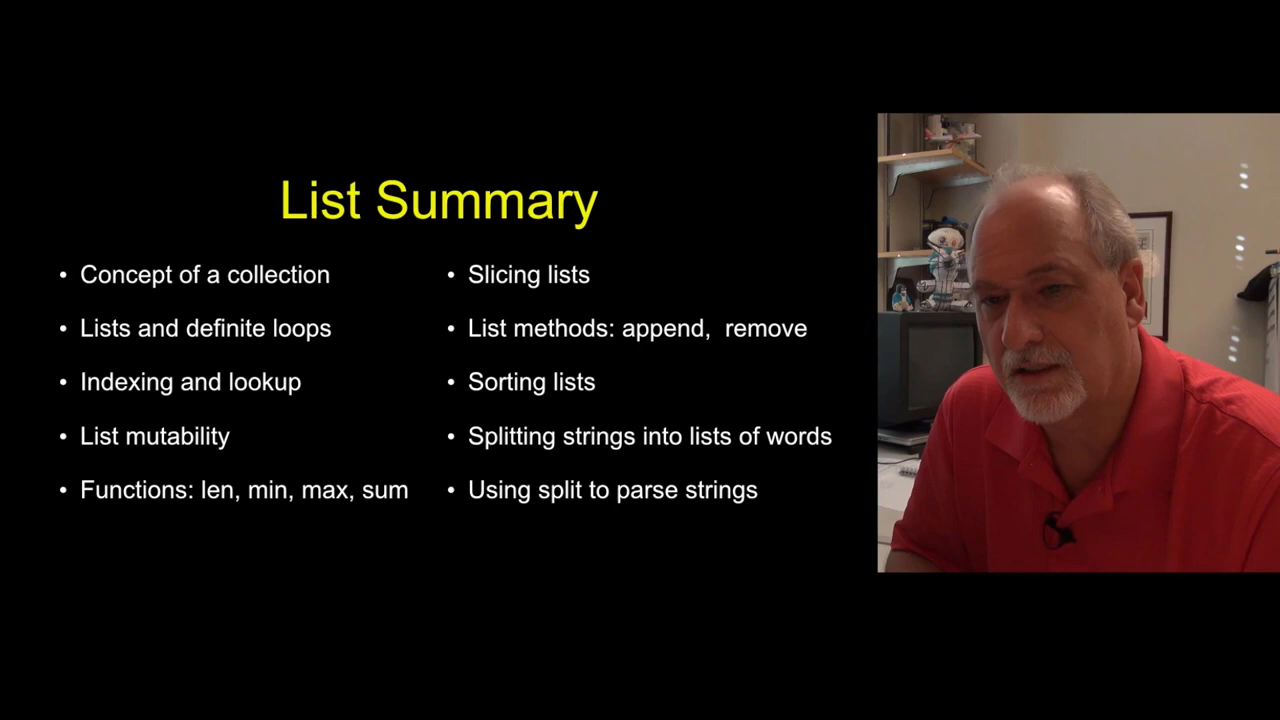 List Summary
• Concept of a collection
• Lists and definite loops
• Indexing and lookup
• List mutability
• Functions: len, min, max, sum
• Slicing lists
• List methods: append,  remove
• Sorting lists
• Splitting strings into lists of words
• Using split to parse strings